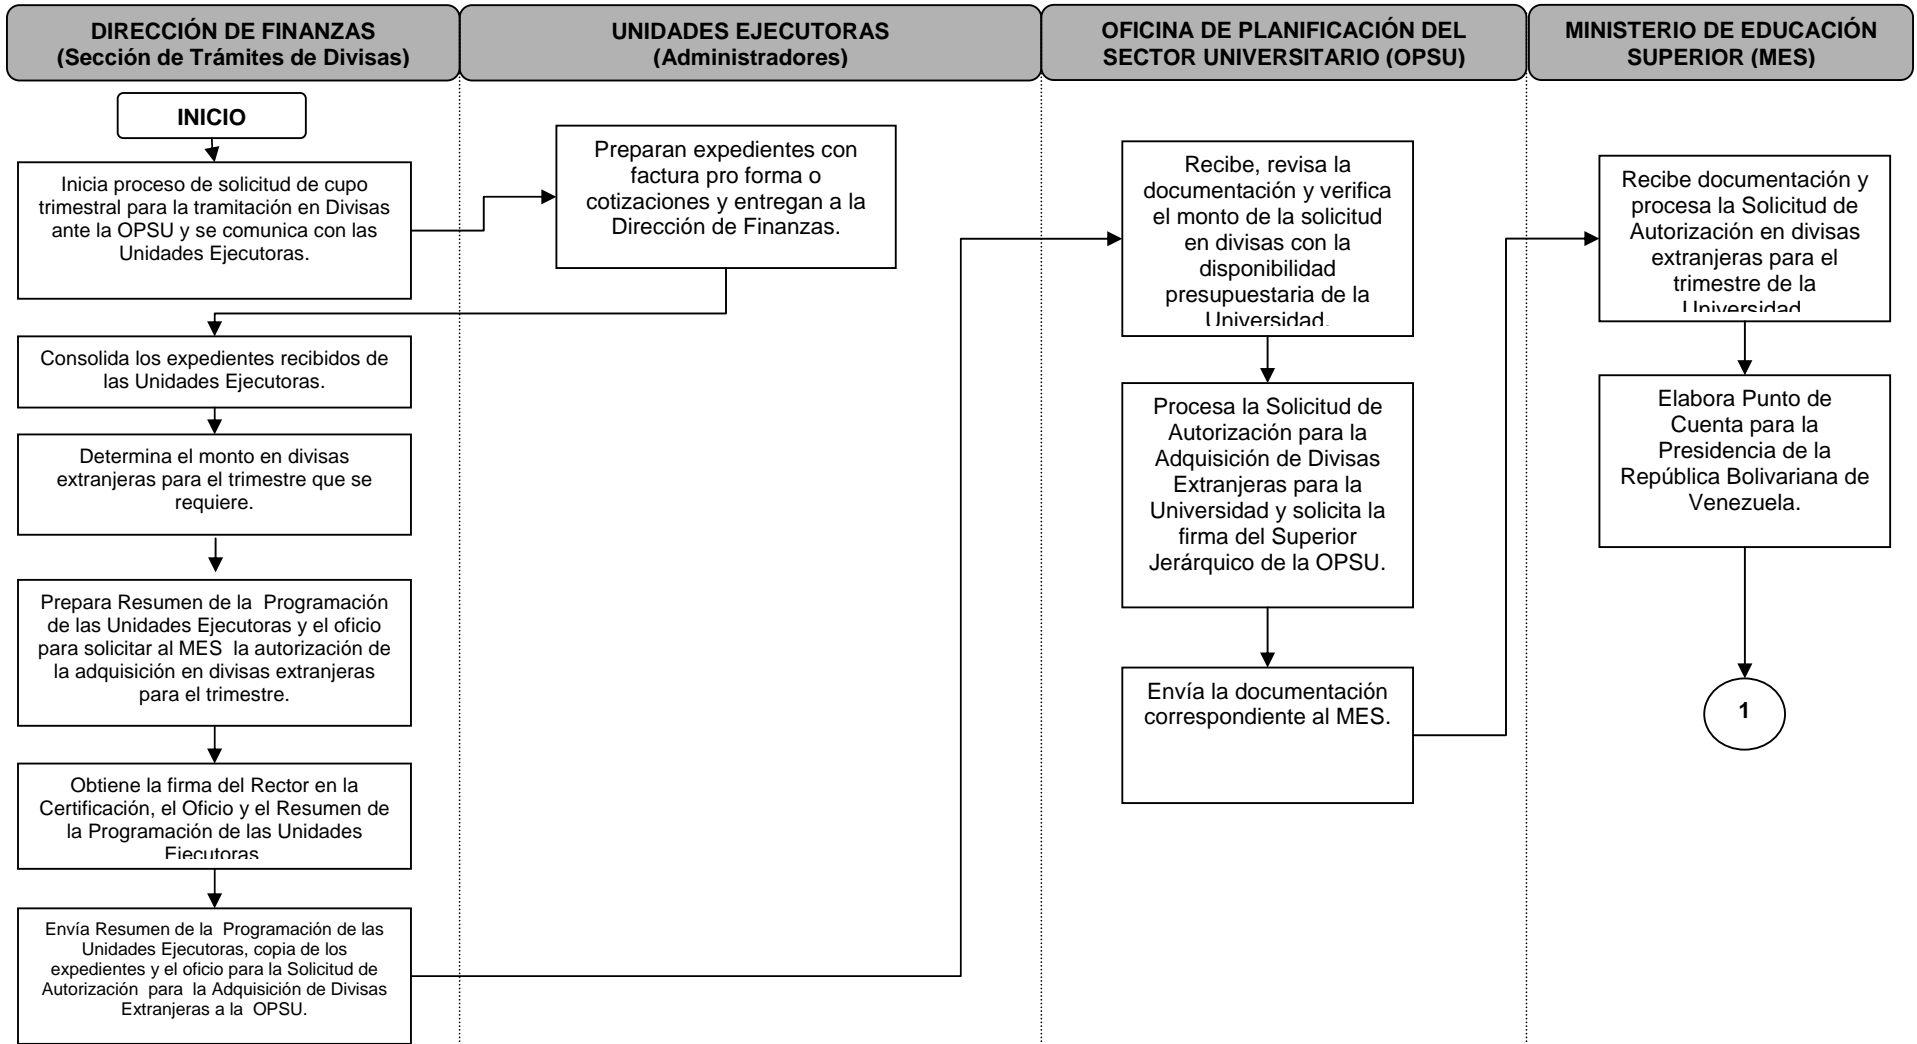 DIRECCIÓN DE FINANZAS
(Sección de Trámites de Divisas)
UNIDADES EJECUTORAS
(Administradores)
OFICINA DE PLANIFICACIÓN DEL
SECTOR UNIVERSITARIO (OPSU)
MINISTERIO DE EDUCACIÓN
SUPERIOR (MES)
INICIO
Inicia proceso de solicitud de cupo
trimestral para la tramitación en Divisas
ante la OPSU y se comunica con las
Unidades Ejecutoras.
Consolida los expedientes recibidos de
las Unidades Ejecutoras.
Determina el monto en divisas
extranjeras para el trimestre que se
requiere.
Prepara Resumen de la Programación
de las Unidades Ejecutoras y el oficio
para solicitar al MES la autorización de
la adquisición en divisas extranjeras
para el trimestre.
Obtiene la firma del Rector en la
Certificación, el Oficio y el Resumen de
la Programación de las Unidades
Ejecutoras
Envía Resumen de la Programación de las
Unidades Ejecutoras, copia de los
expedientes y el oficio para la Solicitud de
Autorización para la Adquisición de Divisas
Extranjeras a la OPSU.
Preparan expedientes con
factura pro forma o
cotizaciones y entregan a la
Dirección de Finanzas.
Recibe, revisa la
documentación y verifica
el monto de la solicitud
en divisas con la
disponibilidad
presupuestaria de la
Universidad.
Procesa la Solicitud de
Autorización para la
Adquisición de Divisas
Extranjeras para la
Universidad y solicita la
firma del Superior
Jerárquico de la OPSU.
Envía la documentación
correspondiente al MES.
Recibe documentación y
procesa la Solicitud de
Autorización en divisas
extranjeras para el
trimestre de la
Universidad
Elabora Punto de
Cuenta para la
Presidencia de la
República Bolivariana de
Venezuela.
1